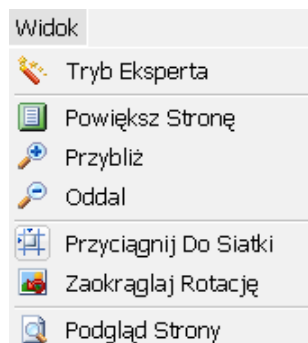 Widok
Tryb Eksperta
Powiększ Stronę
Przybliż
Oddal
Przyciągnij Do Siatki
Zaokrąglaj Rotację
Podgląd Strony